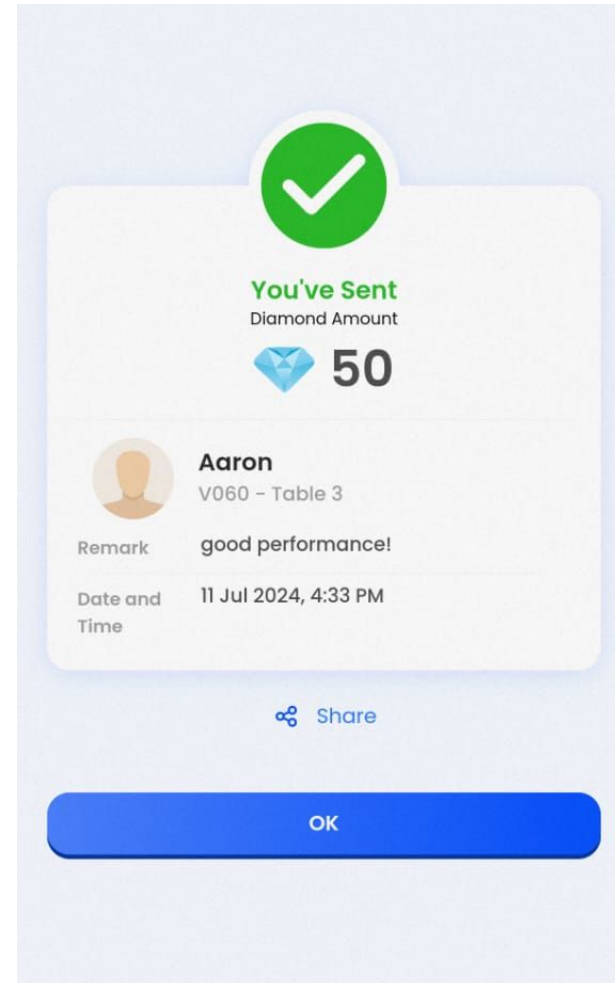 You've Sent
Diamond Amount
50
Aaron
V060 - Table 3
Remark good performance!
Date and Time 11 Jul 2024, 4:33 PM
Share
OK